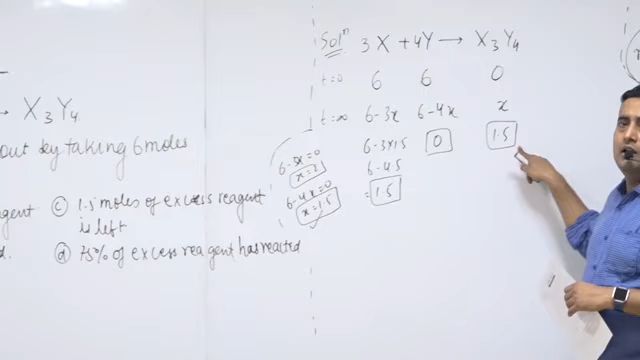 → X₃Y₄
out by taking 6 moles
agent
ⓒ 1.5 moles of excess reagent
is left
d.
ⓓ 75% of excess reagent has reacted
Solⁿ 3X + 4Y → X₃Y₄
t=0 6 6 0
t=∞ 6-3x 6-4x x
6-3×1.5 0 1.5
6-4.5
= 1.5
6-3x=0
x=2
6-4x=0
x=1.5